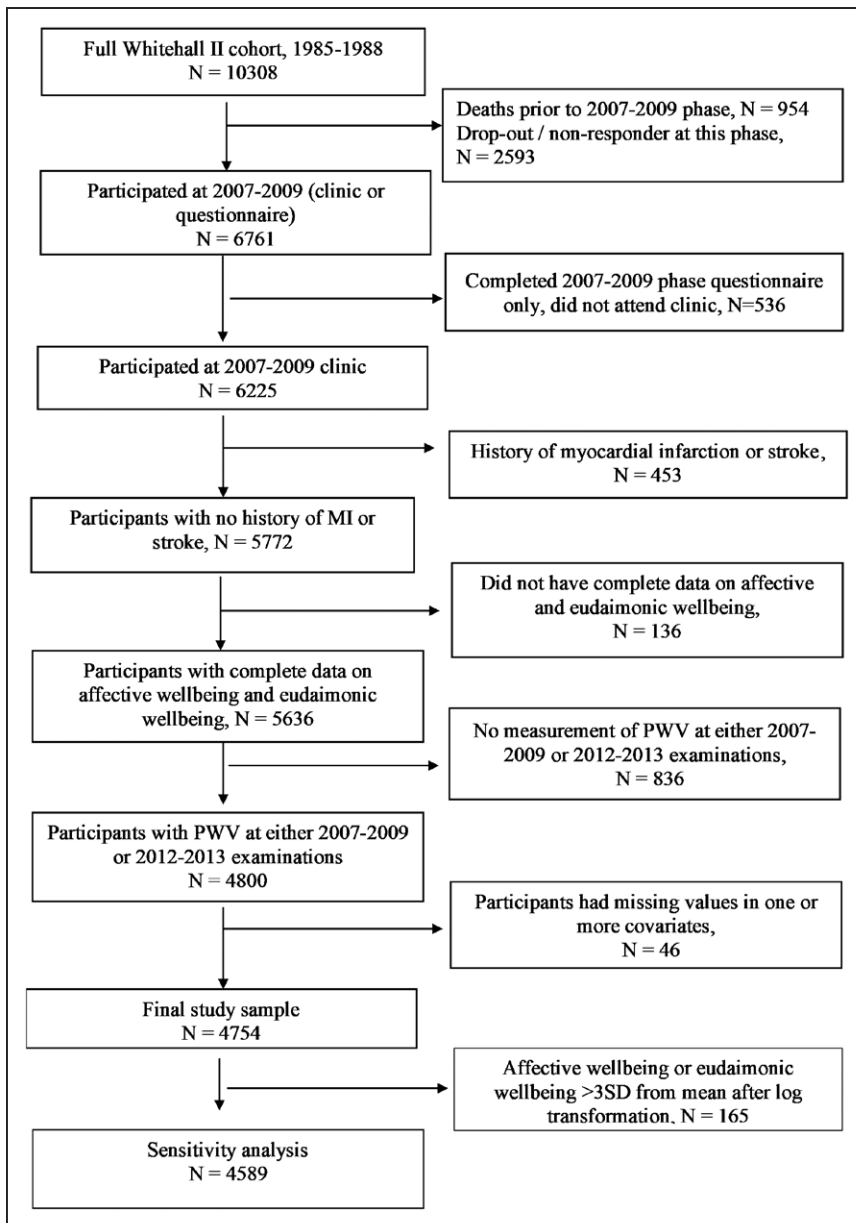 Full Whitehall II cohort, 1985-1988
N = 10308
Deaths prior to 2007-2009 phase, N = 954
Drop-out / non-responder at this phase,
N = 2593
Participated at 2007-2009 (clinic or
questionnaire)
N = 6761
Completed 2007-2009 phase questionnaire
only, did not attend clinic, N=536
Participated at 2007-2009 clinic
N = 6225
History of myocardial infarction or stroke,
N = 453
Participants with no history of MI or
stroke, N = 5772
Did not have complete data on affective
and eudaimonic wellbeing,
N = 136
Participants with complete data on
affective wellbeing and eudaimonic
wellbeing, N = 5636
No measurement of PWV at either 2007-
2009 or 2012-2013 examinations,
N = 836
Participants with PWV at either 2007-2009
or 2012-2013 examinations
N = 4800
Participants had missing values in one or
more covariates,
N = 46
Final study sample
N = 4754
Affective wellbeing or eudaimonic
wellbeing >3SD from mean after log
transformation, N = 165
Sensitivity analysis
N = 4589